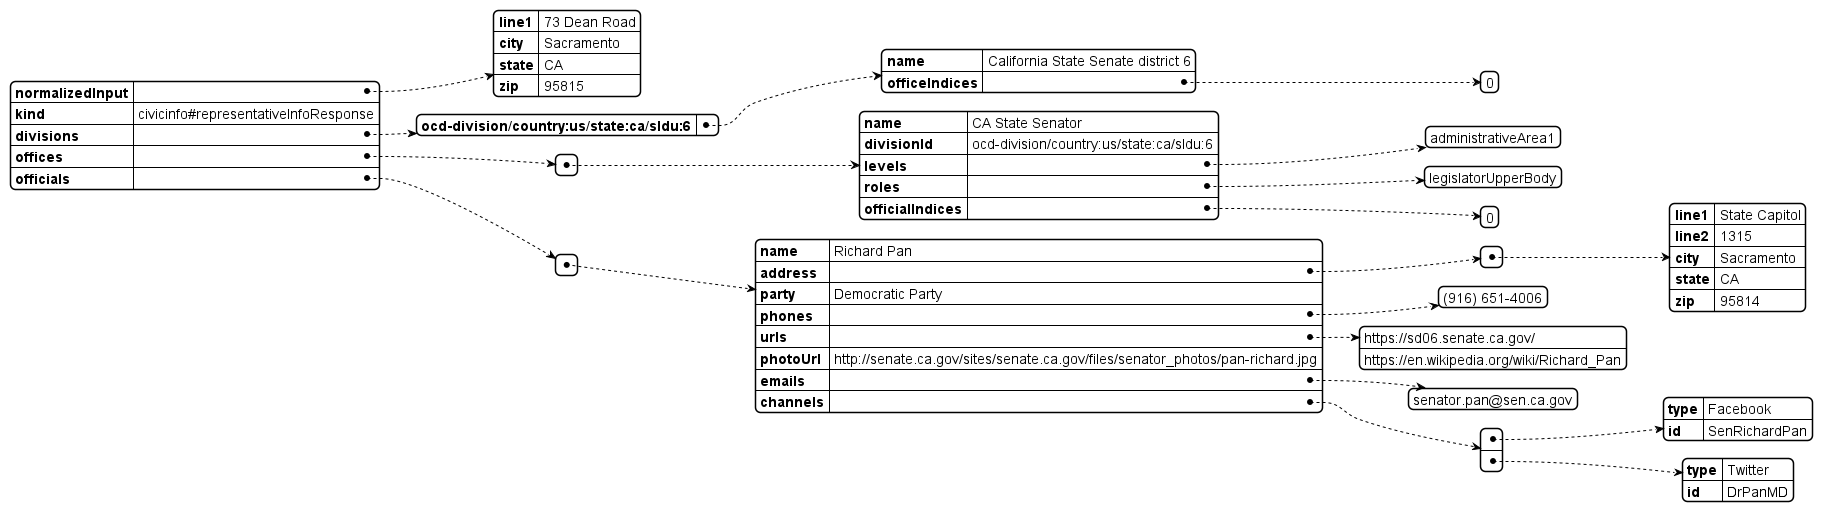 normalizedInput
kind civicinfo#representativeInfoResponse
divisions
offices
officials
line1 73 Dean Road
city Sacramento
state CA
zip 95815
ocd-division/country:us/state:ca/sldu:6
name California State Senate district 6
officeIndices
0
name CA State Senator
divisionId ocd-division/country:us/state:ca/sldu:6
levels
roles
officialIndices
administrativeArea1
legislatorUpperBody
0
name Richard Pan
address
party Democratic Party
phones
urls
photoUrl http://senate.ca.gov/sites/senate.ca.gov/files/senator_photos/pan-richard.jpg
emails
channels
line1 State Capitol
line2 1315
city Sacramento
state CA
zip 95814
(916) 651-4006
https://sd06.senate.ca.gov/
https://en.wikipedia.org/wiki/Richard_Pan
senator.pan@sen.ca.gov
type Facebook
id SenRichardPan
type Twitter
id DrPanMD